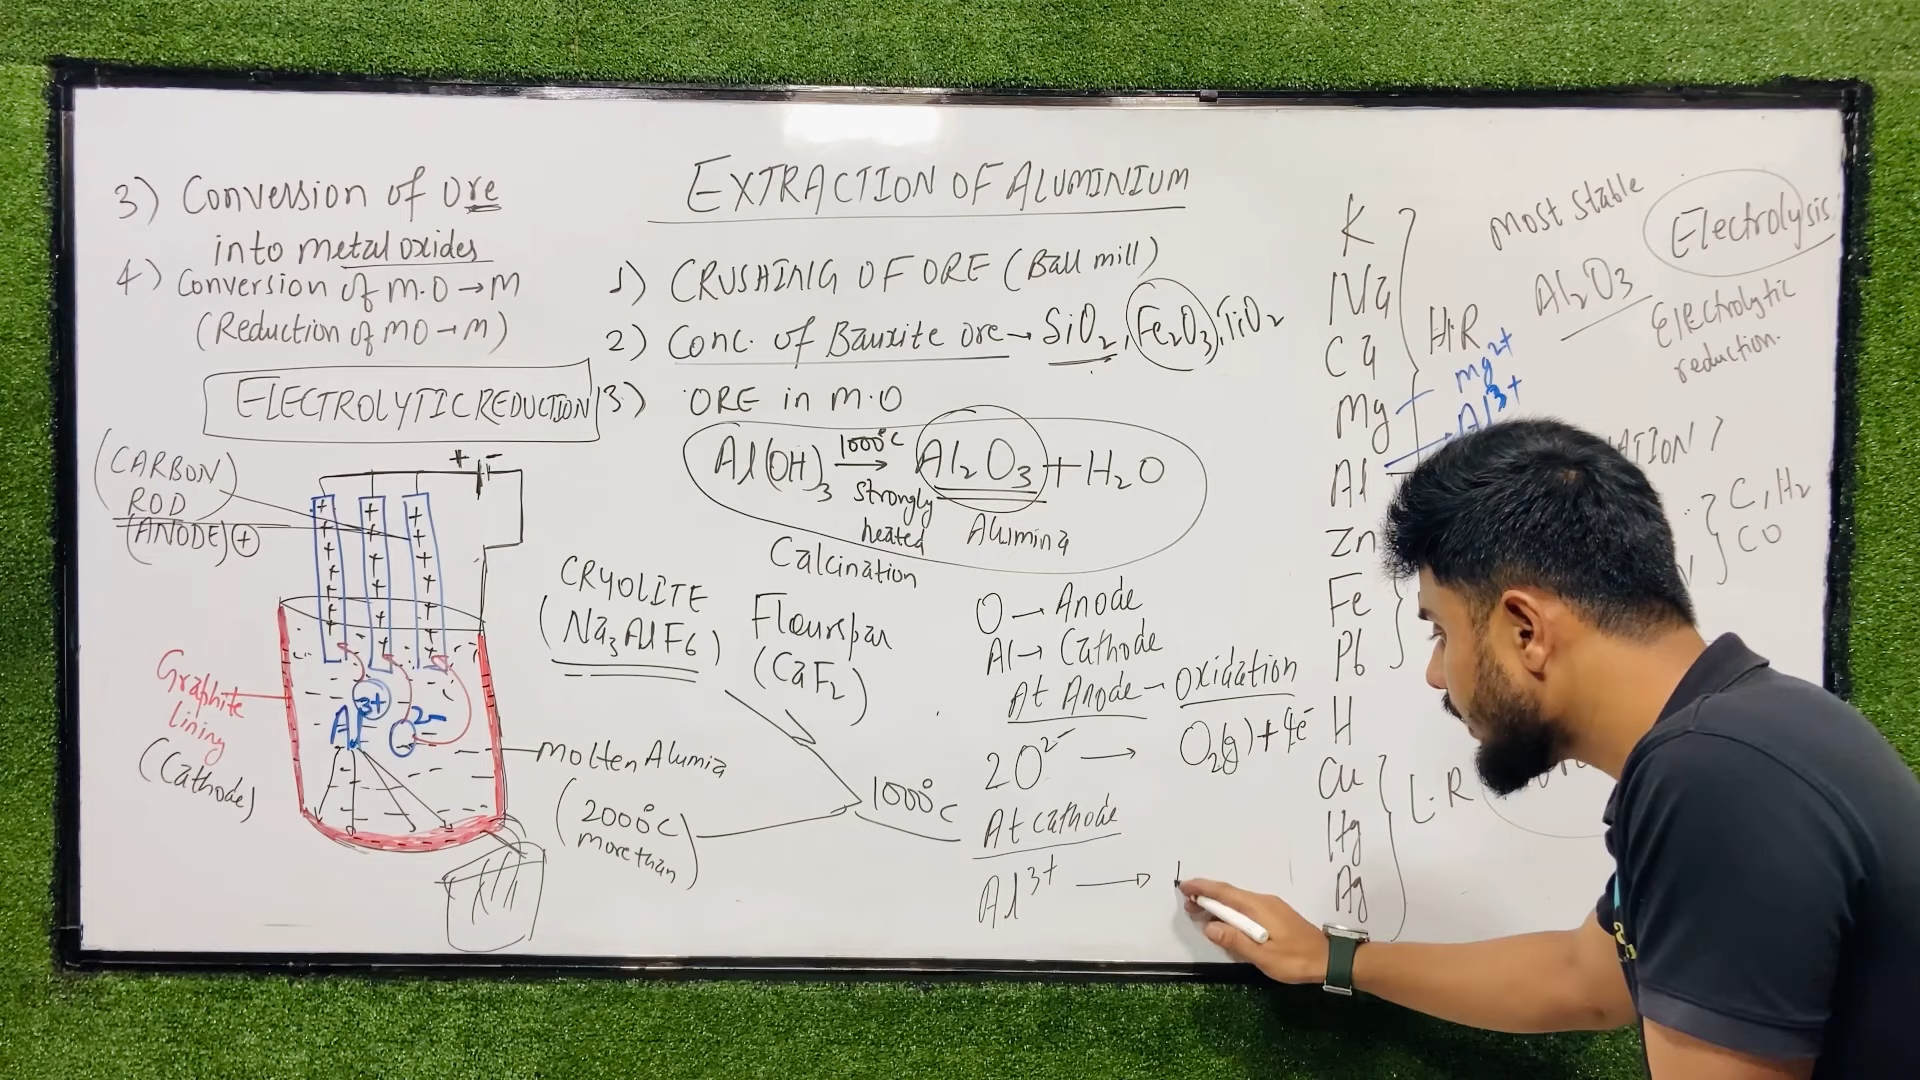 EXTRACTION OF ALUMINIUM
3) Conversion of ore
into metal oxides
4) Conversion of M.O → M
(Reduction of MO → M)
ELECTROLYTIC REDUCTION
(CARBON)
ROD
(ANODE) +
+ -
Graphite
lining
(Cathode)
Al 3+
O 2-
Molten Alumia
(2000°C
more than)
1) CRUSHING OF ORE (Ball mill)
2) Conc. of Bauxite ore → SiO2, Fe2O3, TiO2
3) ORE in M.O
Al(OH)3 1000°C → Al2O3 + H2O
strongly
heated
Alumina
Calcination
CRYOLITE
(Na3AlF6)
Flourspar
(CaF2)
1000°C
O → Anode
Al → Cathode
At Anode - Oxidation
2O2- → O2(g) + 4e-
At cathode
Al3+ →
K
Na
Ca
Mg
Al
Zn
Fe
Pb
H
Cu
Hg
Ag
H.R
Mg2+
Al3+
L.R
most stable
Al2O3
Electrolysis
Electrolytic
reduction.
C, H2
CO